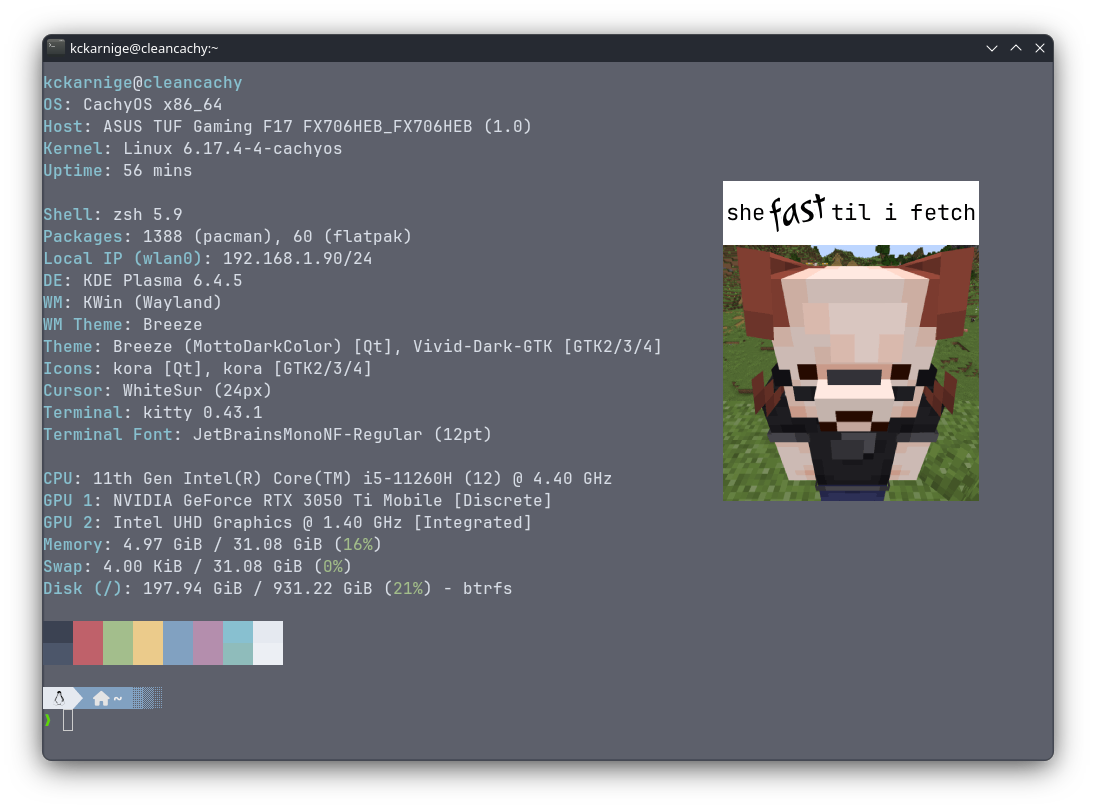 kckarnige@cleancachy:~
kckarnige@cleancachy
OS: CachyOS x86_64
Host: ASUS TUF Gaming F17 FX706HEB_FX706HEB (1.0)
Kernel: Linux 6.17.4-4-cachyos
Uptime: 56 mins
Shell: zsh 5.9
Packages: 1388 (pacman), 60 (flatpak)
Local IP (wlan0): 192.168.1.90/24
DE: KDE Plasma 6.4.5
WM: KWin (Wayland)
WM Theme: Breeze
Theme: Breeze (MottoDarkColor) [Qt], Vivid-Dark-GTK [GTK2/3/4]
Icons: kora [Qt], kora [GTK2/3/4]
Cursor: WhiteSur (24px)
Terminal: kitty 0.43.1
Terminal Font: JetBrainsMonoNF-Regular (12pt)
CPU: 11th Gen Intel(R) Core(TM) i5-11260H (12) @ 4.40 GHz
GPU 1: NVIDIA GeForce RTX 3050 Ti Mobile [Discrete]
GPU 2: Intel UHD Graphics @ 1.40 GHz [Integrated]
Memory: 4.97 GiB / 31.08 GiB (16%)
Swap: 4.00 KiB / 31.08 GiB (0%)
Disk (/): 197.94 GiB / 931.22 GiB (21%) - btrfs
~
❱
she fast til i fetch